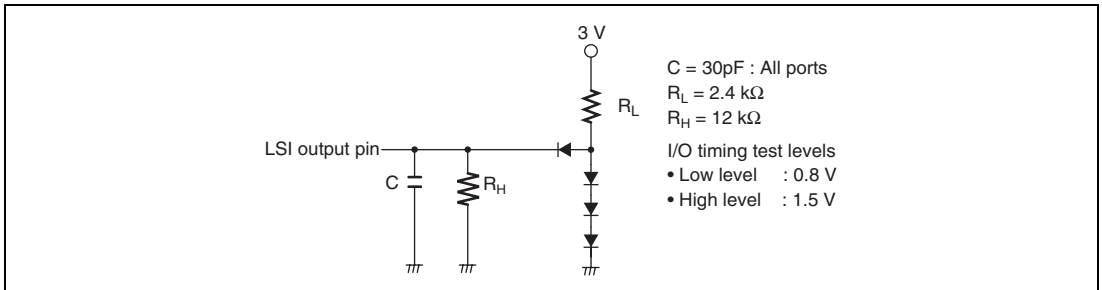 3 V
C = 30pF : All ports
R_L = 2.4 kΩ
R_H = 12 kΩ
R_L
LSI output pin
I/O timing test levels
• Low level : 0.8 V
• High level : 1.5 V
C
R_H